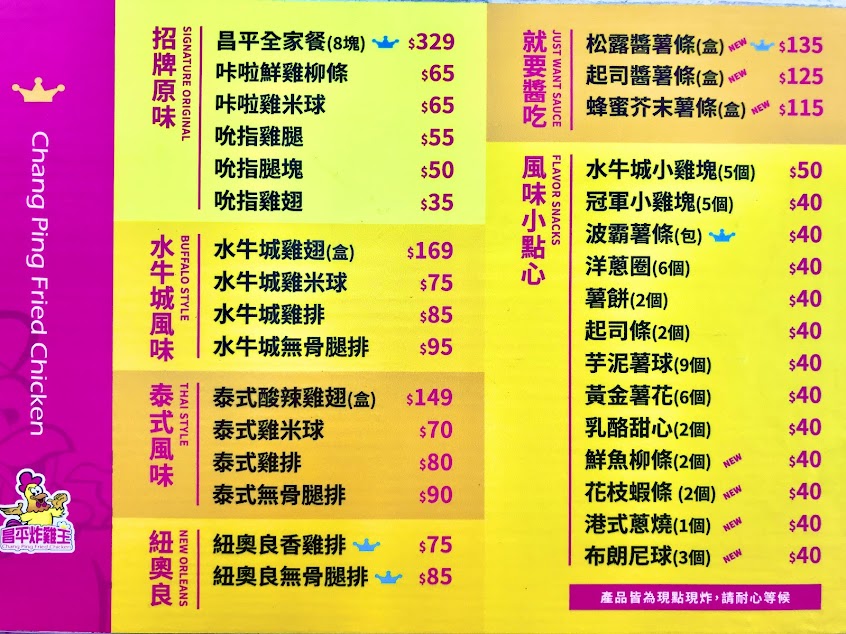 Chang Ping Fried Chicken
昌平炸雞王
Chang Ping Fried Chicken
招牌原味
SIGNATURE ORIGINAL
昌平全家餐(8塊) $329
咔啦鮮雞柳條 $65
咔啦雞米球 $65
吮指雞腿 $55
吮指腿塊 $50
吮指雞翅 $35
水牛城風味
BUFFALO STYLE
水牛城雞翅(盒) $169
水牛城雞米球 $75
水牛城雞排 $85
水牛城無骨腿排 $95
泰式風味
THAI STYLE
泰式酸辣雞翅(盒) $149
泰式雞米球 $70
泰式雞排 $80
泰式無骨腿排 $90
紐奧良
NEW ORLEANS
紐奧良香雞排 $75
紐奧良無骨腿排 $85
就要醬吃
JUST WANT SAUCE
松露醬薯條(盒) NEW $135
起司醬薯條(盒) NEW $125
蜂蜜芥末薯條(盒) NEW $115
風味小點心
FLAVOR SNACKS
水牛城小雞塊(5個) $50
冠軍小雞塊(5個) $40
波霸薯條(包) $40
洋蔥圈(6個) $40
薯餅(2個) $40
起司條(2個) $40
芋泥薯球(9個) $40
黃金薯花(6個) $40
乳酪甜心(2個) $40
鮮魚柳條(2個) NEW $40
花枝蝦條(2個) NEW $40
港式蔥燒(1個) NEW $40
布朗尼球(3個) NEW $40
產品皆為現點現炸，請耐心等候